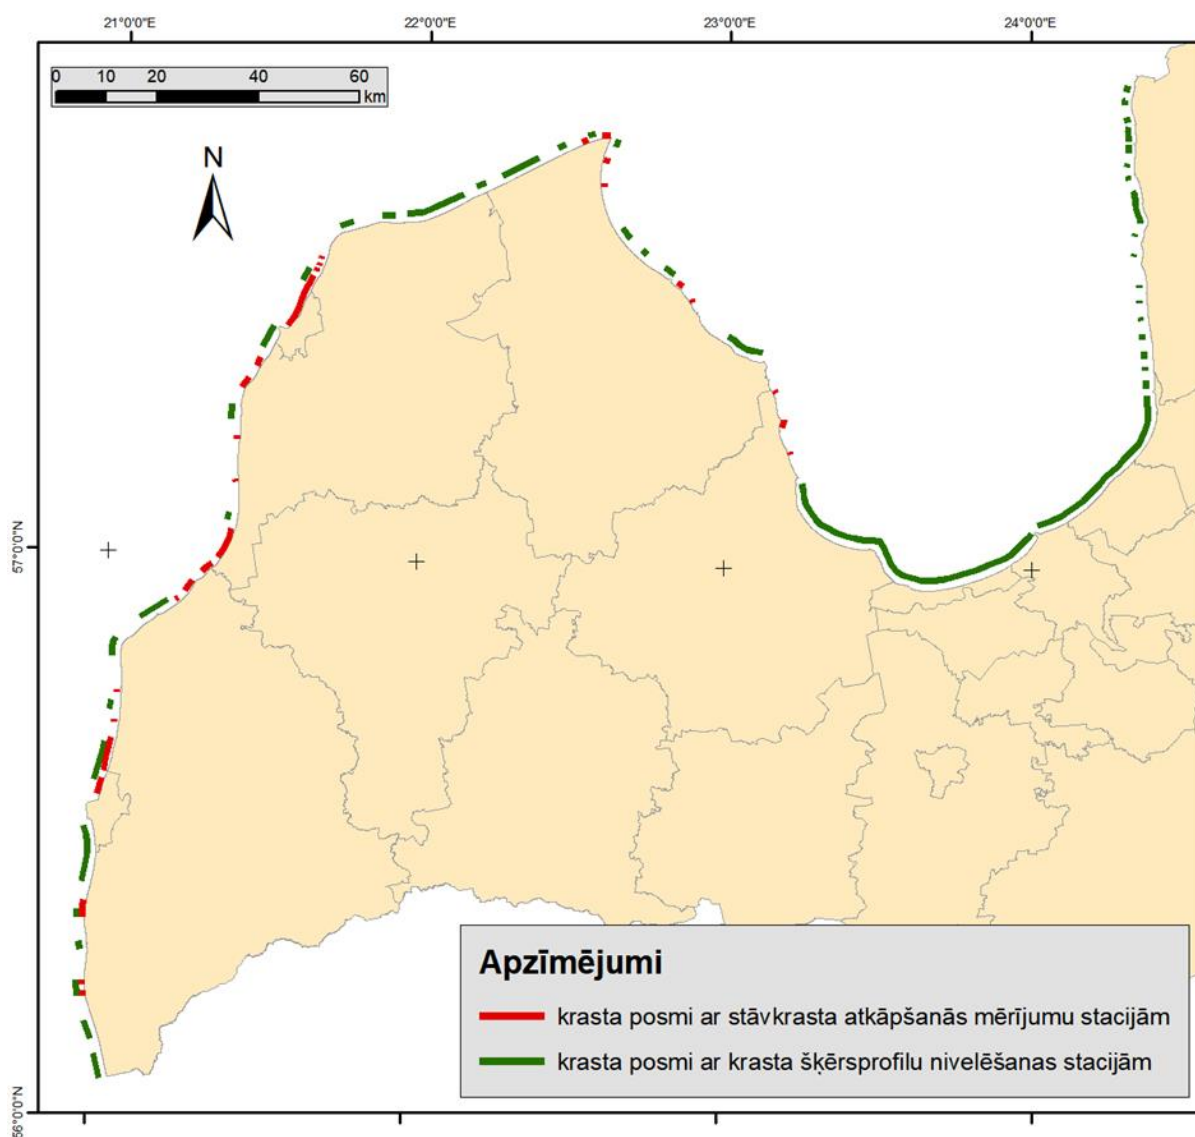 21°0'0"E 22°0'0"E 23°0'0"E 24°0'0"E
0 10 20 40 60
km
N
57°0'0"N
56°0'0"N
Apzīmējumi
krasta posmi ar stāvkrasta atkāpšanās mērījumu stacijām
krasta posmi ar krasta šķērsprofilu nivelēšanas stacijām